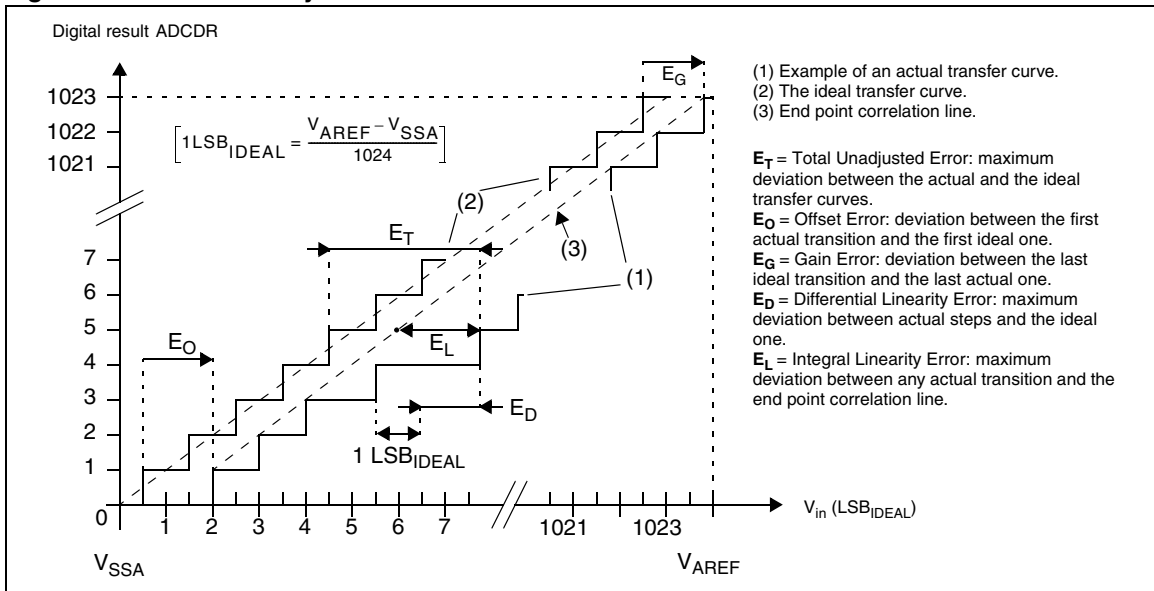 Digital result ADCDR
E_G
1023
1022
1021
[1LSB_IDEAL = (V_AREF – V_SSA) / 1024]
(2)
(3)
(1)
E_T
7
6
5
4
3
2
1
0
E_O
E_L
E_D
1 LSB_IDEAL
1 2 3 4 5 6 7 1021 1023
V_in (LSB_IDEAL)
V_SSA
V_AREF
(1) Example of an actual transfer curve.
(2) The ideal transfer curve.
(3) End point correlation line.
E_T = Total Unadjusted Error: maximum
deviation between the actual and the ideal
transfer curves.
E_O = Offset Error: deviation between the first
actual transition and the first ideal one.
E_G = Gain Error: deviation between the last
ideal transition and the last actual one.
E_D = Differential Linearity Error: maximum
deviation between actual steps and the ideal
one.
E_L = Integral Linearity Error: maximum
deviation between any actual transition and the
end point correlation line.